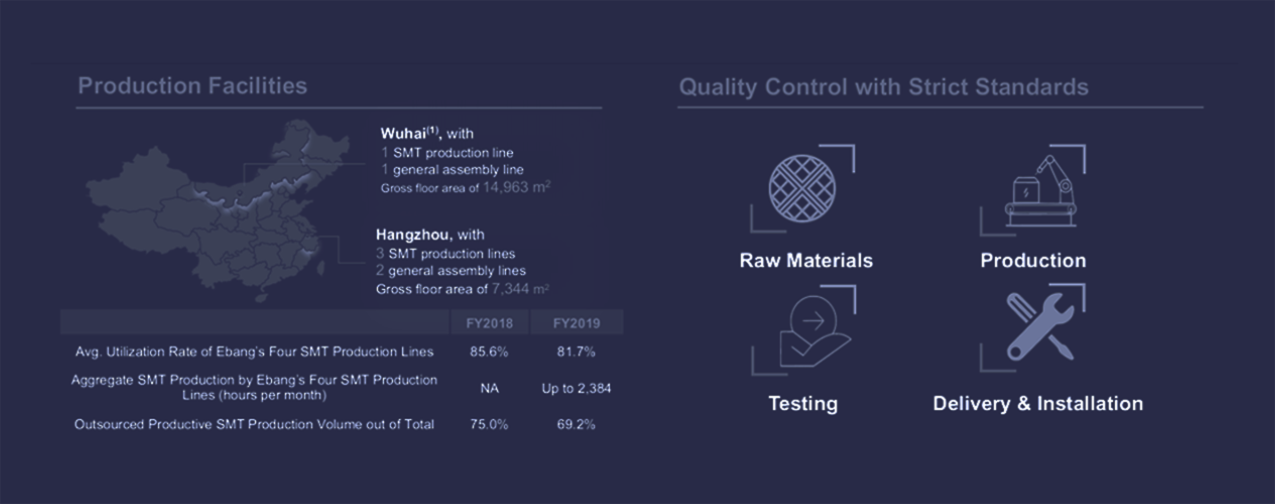 Production Facilities
Wuhai(1), with
1 SMT production line
1 general assembly line
Gross floor area of 14,963 m²
Hangzhou, with
3 SMT production lines
2 general assembly lines
Gross floor area of 7,344 m²
FY2018 FY2019
Avg. Utilization Rate of Ebang's Four SMT Production Lines 85.6% 81.7%
Aggregate SMT Production by Ebang's Four SMT Production
Lines (hours per month) NA Up to 2,384
Outsourced Productive SMT Production Volume out of Total 75.0% 69.2%
Quality Control with Strict Standards
Raw Materials
Production
Testing
Delivery & Installation